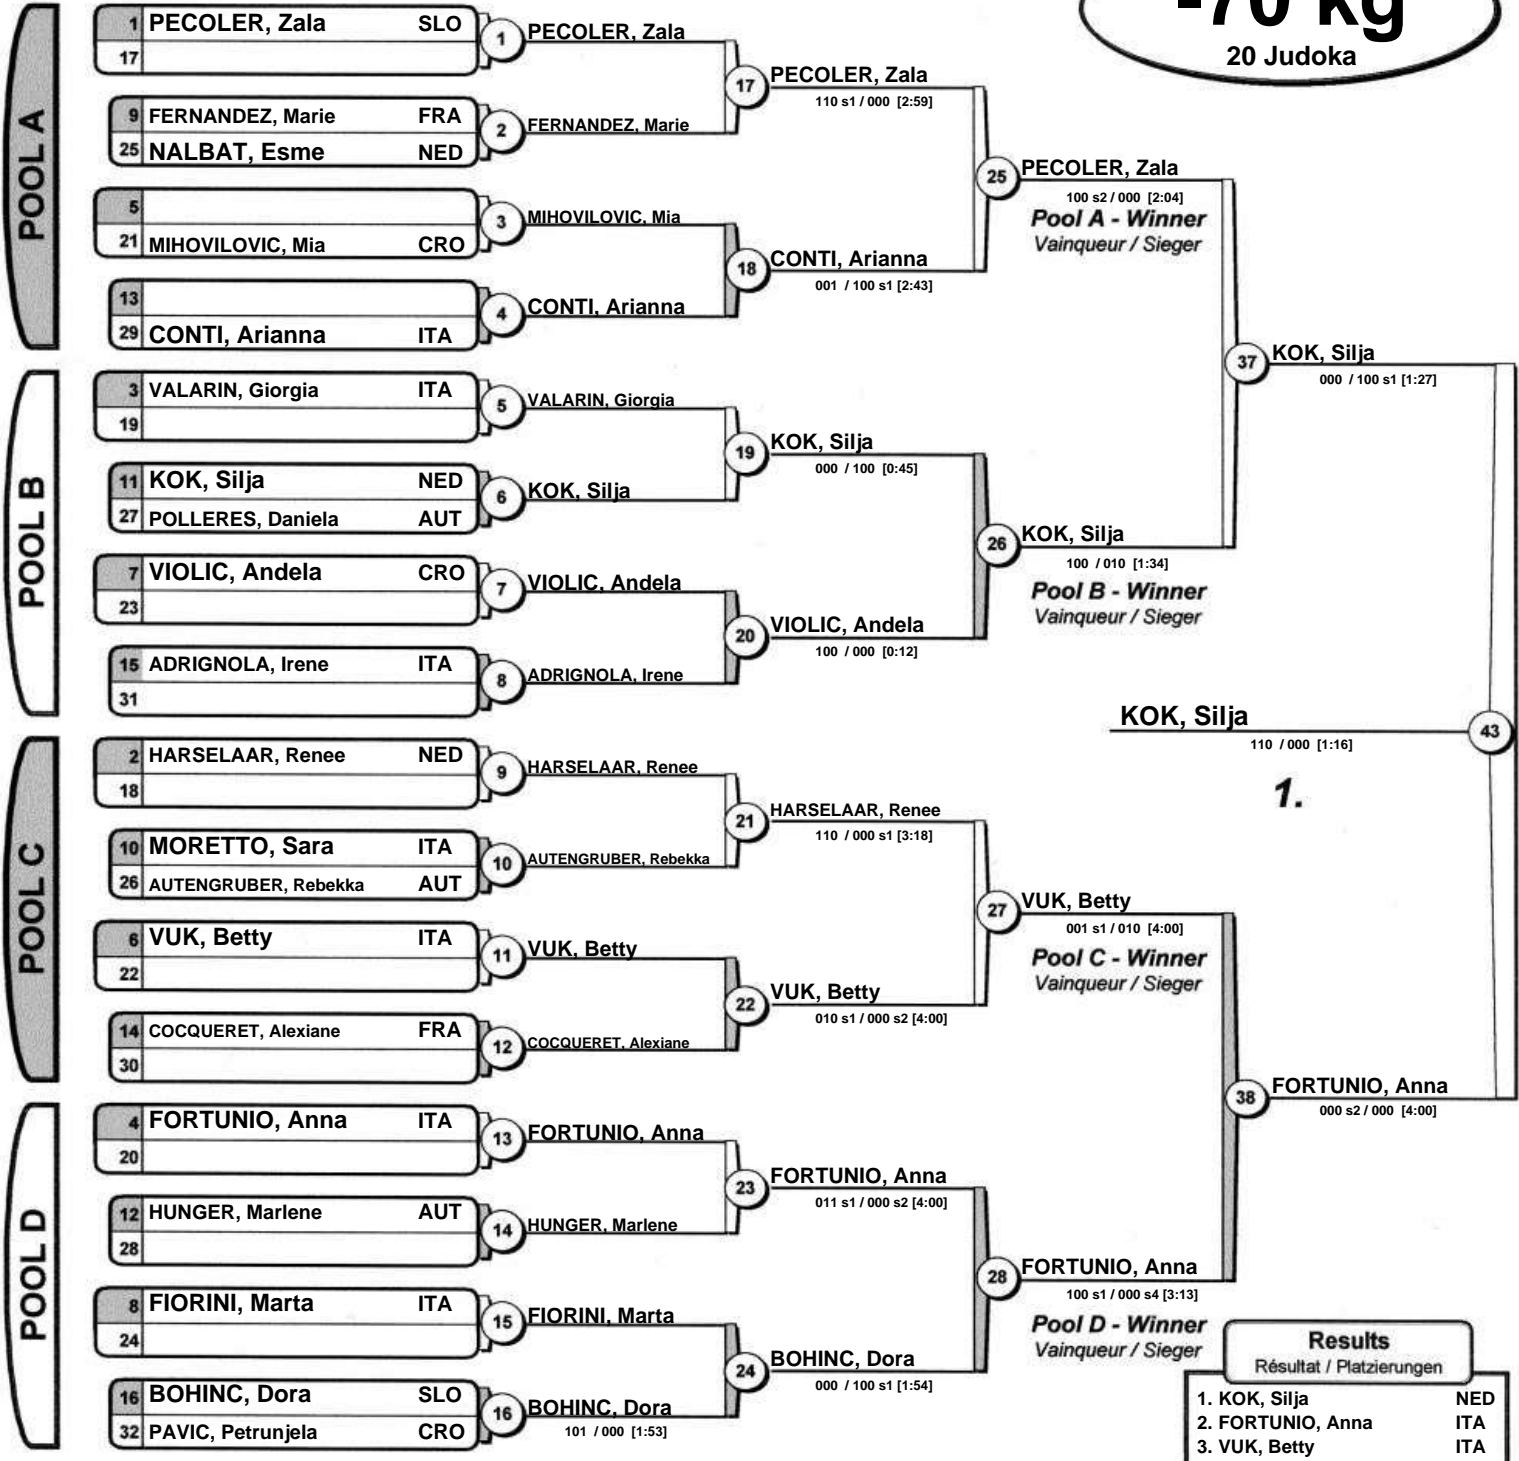 -70 kg
20 Judoka
POOL A
1 PECOLER, Zala SLO
17
1 PECOLER, Zala
9 FERNANDEZ, Marie FRA
25 NALBAT, Esme NED
2 FERNANDEZ, Marie
17 PECOLER, Zala
110 s1 / 000 [2:59]
5
21 MIHOVILOVIC, Mia CRO
3 MIHOVILOVIC, Mia
13
29 CONTI, Arianna ITA
4 CONTI, Arianna
18 CONTI, Arianna
001 / 100 s1 [2:43]
25 PECOLER, Zala
100 s2 / 000 [2:04]
Pool A - Winner
Vainqueur / Sieger
POOL B
3 VALARIN, Giorgia ITA
19
5 VALARIN, Giorgia
11 KOK, Silja NED
27 POLLERES, Daniela AUT
6 KOK, Silja
19 KOK, Silja
000 / 100 [0:45]
7 VIOLIC, Andela CRO
23
7 VIOLIC, Andela
15 ADRIGNOLA, Irene ITA
31
8 ADRIGNOLA, Irene
20 VIOLIC, Andela
100 / 000 [0:12]
26 KOK, Silja
100 / 010 [1:34]
Pool B - Winner
Vainqueur / Sieger
37 KOK, Silja
000 / 100 s1 [1:27]
KOK, Silja 43
110 / 000 [1:16]
1.
POOL C
2 HARSELAAR, Renee NED
18
9 HARSELAAR, Renee
10 MORETTO, Sara ITA
26 AUTENGRUBER, Rebekka AUT
10 AUTENGRUBER, Rebekka
21 HARSELAAR, Renee
110 / 000 s1 [3:18]
6 VUK, Betty ITA
22
11 VUK, Betty
14 COCQUERET, Alexiane FRA
30
12 COCQUERET, Alexiane
22 VUK, Betty
010 s1 / 000 s2 [4:00]
27 VUK, Betty
001 s1 / 010 [4:00]
Pool C - Winner
Vainqueur / Sieger
POOL D
4 FORTUNIO, Anna ITA
20
13 FORTUNIO, Anna
12 HUNGER, Marlene AUT
28
14 HUNGER, Marlene
23 FORTUNIO, Anna
011 s1 / 000 s2 [4:00]
8 FIORINI, Marta ITA
24
15 FIORINI, Marta
16 BOHINC, Dora SLO
32 PAVIC, Petrunjela CRO
16 BOHINC, Dora
101 / 000 [1:53]
24 BOHINC, Dora
000 / 100 s1 [1:54]
28 FORTUNIO, Anna
100 s1 / 000 s4 [3:13]
Pool D - Winner
Vainqueur / Sieger
38 FORTUNIO, Anna
000 s2 / 000 [4:00]
Results
Résultat / Platzierungen
1. KOK, Silja NED
2. FORTUNIO, Anna ITA
3. VUK, Betty ITA